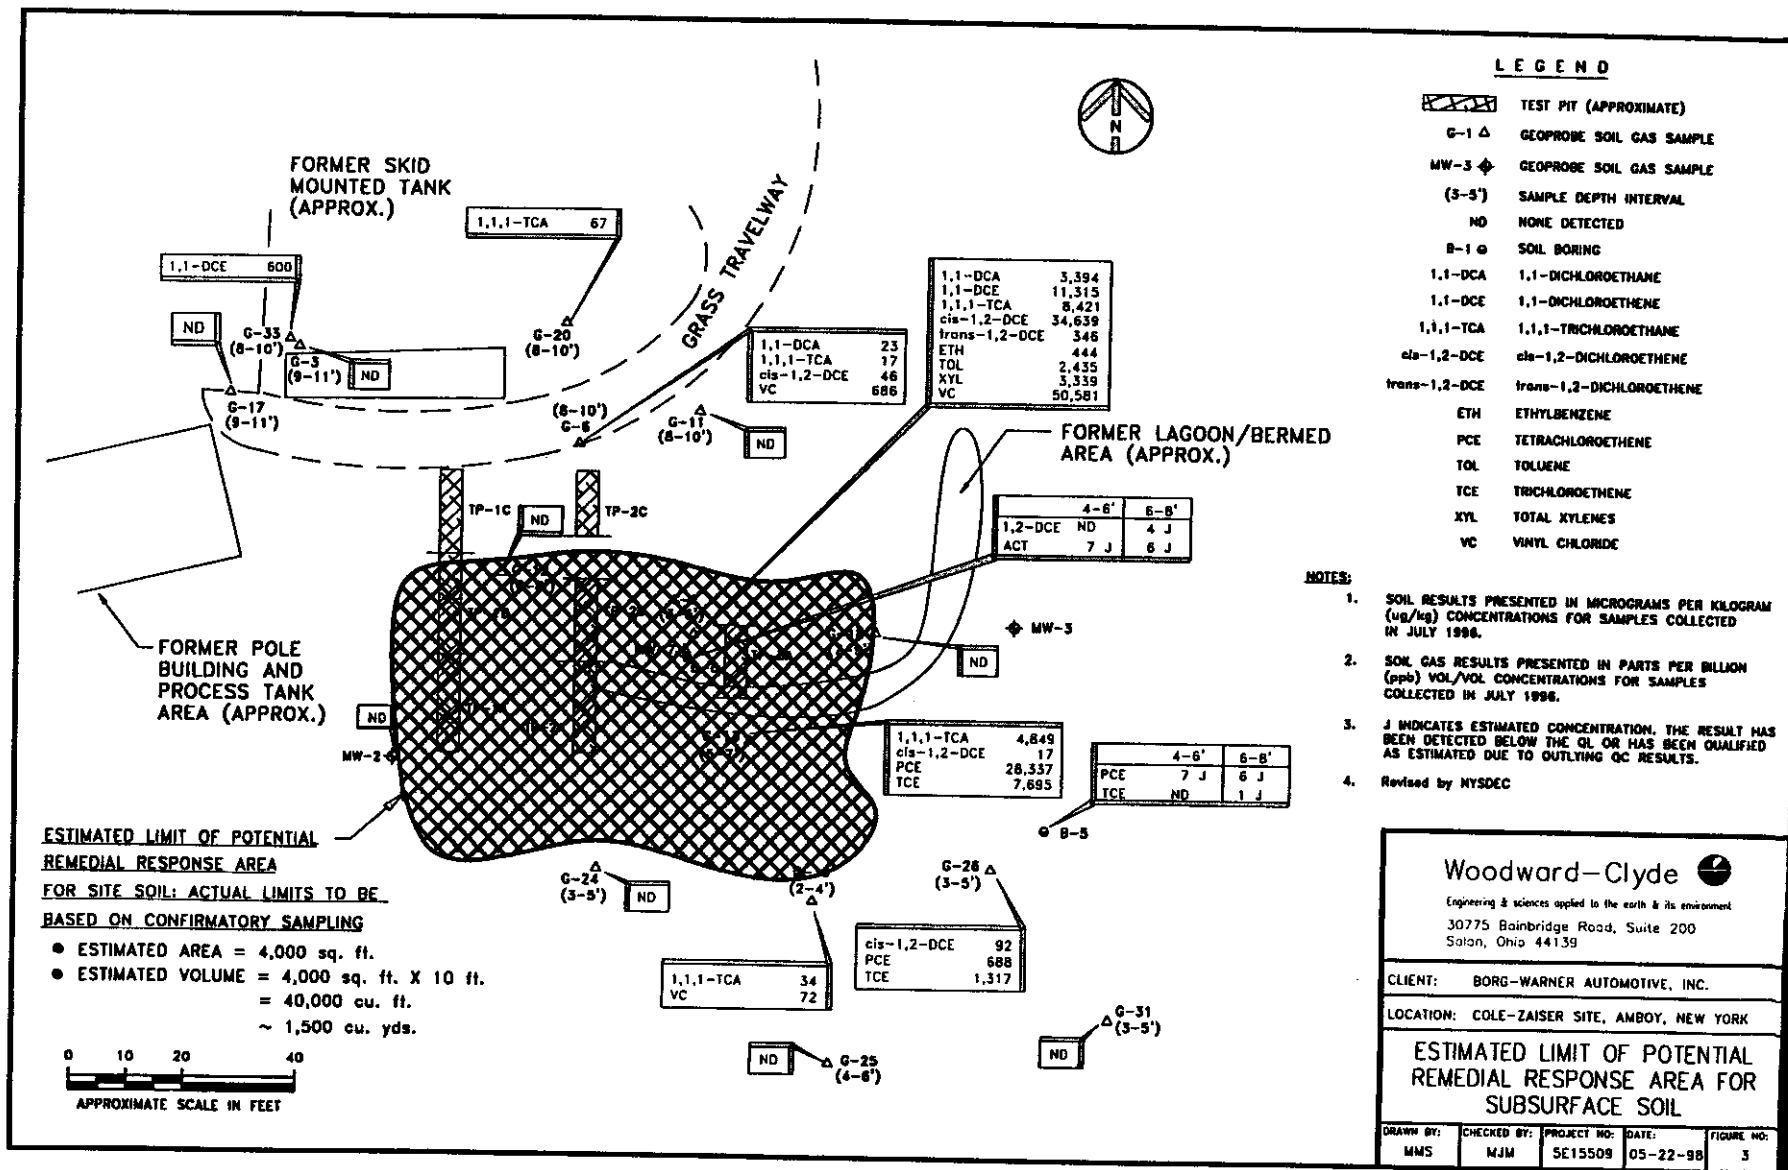 LEGEND
TEST PIT (APPROXIMATE)
G-1 GEOPROBE SOIL GAS SAMPLE
MW-3 GEOPROBE SOIL GAS SAMPLE
(3-5') SAMPLE DEPTH INTERVAL
ND NONE DETECTED
B-1 SOIL BORING
1,1-DCA 1,1-DICHLOROETHANE
1,1-DCE 1,1-DICHLOROETHENE
1,1,1-TCA 1,1,1-TRICHLOROETHANE
cis-1,2-DCE cis-1,2-DICHLOROETHENE
trans-1,2-DCE trans-1,2-DICHLOROETHENE
ETH ETHYLBENZENE
PCE TETRACHLOROETHENE
TOL TOLUENE
TCE TRICHLOROETHENE
XYL TOTAL XYLENES
VC VINYL CHLORIDE
NOTES:
1. SOIL RESULTS PRESENTED IN MICROGRAMS PER KILOGRAM
(ug/kg) CONCENTRATIONS FOR SAMPLES COLLECTED
IN JULY 1996.
2. SOIL GAS RESULTS PRESENTED IN PARTS PER BILLION
(ppb) VOL/VOL CONCENTRATIONS FOR SAMPLES
COLLECTED IN JULY 1996.
3. J INDICATES ESTIMATED CONCENTRATION. THE RESULT HAS
BEEN DETECTED BELOW THE QL OR HAS BEEN QUALIFIED
AS ESTIMATED DUE TO OUTLYING QC RESULTS.
4. Revised by NYSDEC
N
FORMER SKID
MOUNTED TANK
(APPROX.)
1,1,1-TCA 67
GRASS TRAVELWAY
1,1-DCE 600
ND
G-33
(8-10')
G-3
(9-11')
ND
G-20
(8-10')
G-17
(9-11')
1,1-DCA 23
1,1,1-TCA 17
cis-1,2-DCE 46
VC 686
1,1-DCA 3,394
1,1-DCE 11,315
1,1,1-TCA 8,421
cis-1,2-DCE 34,639
trans-1,2-DCE 346
ETH 444
TOL 2,435
XYL 3,339
VC 50,581
(8-10')
G-6
G-11
(8-10')
ND
FORMER LAGOON/BERMED
AREA (APPROX.)
TP-1C
ND
TP-2C
4-6' 6-8'
1,2-DCE ND 4 J
ACT 7 J 6 J
MW-3
ND
FORMER POLE
BUILDING AND
PROCESS TANK
AREA (APPROX.)
ND
MW-2
1,1,1-TCA 4,849
cis-1,2-DCE 17
PCE 28,337
TCE 7,695
4-6' 6-8'
PCE 7 J 6 J
TCE ND 1 J
B-5
ESTIMATED LIMIT OF POTENTIAL
REMEDIAL RESPONSE AREA
FOR SITE SOIL: ACTUAL LIMITS TO BE
BASED ON CONFIRMATORY SAMPLING
● ESTIMATED AREA = 4,000 sq. ft.
● ESTIMATED VOLUME = 4,000 sq. ft. X 10 ft.
= 40,000 cu. ft.
~ 1,500 cu. yds.
G-24
(3-5')
ND
(2-4')
G-26
(3-5')
1,1,1-TCA 34
VC 72
cis-1,2-DCE 92
PCE 688
TCE 1,317
G-31
(3-5')
ND
ND
G-25
(4-6')
0 10 20 40
APPROXIMATE SCALE IN FEET
Woodward-Clyde
Engineering & sciences applied to the earth & its environment
30775 Bainbridge Road, Suite 200
Solon, Ohio 44139
CLIENT: BORG-WARNER AUTOMOTIVE, INC.
LOCATION: COLE-ZAISER SITE, AMBOY, NEW YORK
ESTIMATED LIMIT OF POTENTIAL
REMEDIAL RESPONSE AREA FOR
SUBSURFACE SOIL
DRAWN BY: CHECKED BY: PROJECT NO: DATE: FIGURE NO:
MMS MJM 5E15509 05-22-98 3